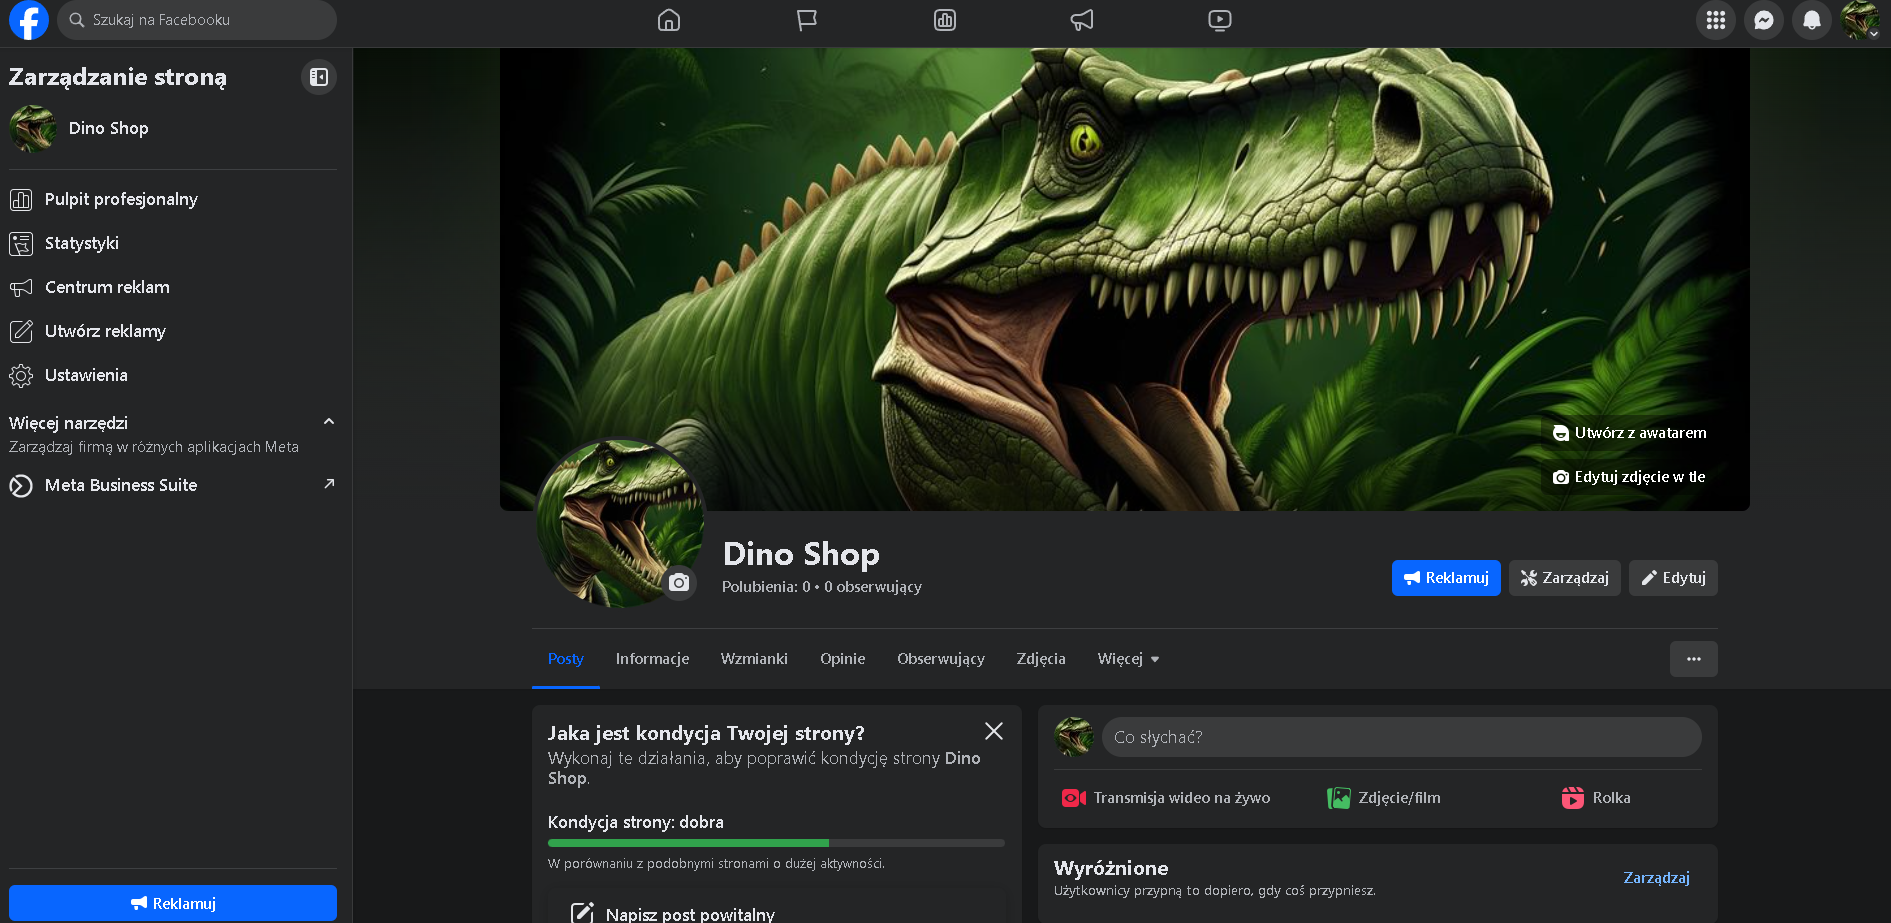 Szukaj na Facebooku
Zarządzanie stroną
Dino Shop
Pulpit profesjonalny
Statystyki
Centrum reklam
Utwórz reklamy
Ustawienia
Więcej narzędzi
Zarządzaj firmą w różnych aplikacjach Meta
Meta Business Suite
Reklamuj
Utwórz z awatarem
Edytuj zdjęcie w tle
Dino Shop
Polubienia: 0 • 0 obserwujący
Reklamuj Zarządzaj Edytuj
Posty Informacje Wzmianki Opinie Obserwujący Zdjęcia Więcej
Jaka jest kondycja Twojej strony?
Wykonaj te działania, aby poprawić kondycję strony Dino
Shop.
Kondycja strony: dobra
W porównaniu z podobnymi stronami o dużej aktywności.
Napisz post powitalny
Co słychać?
Transmisja wideo na żywo Zdjęcie/film Rolka
Wyróżnione
Użytkownicy przypną to dopiero, gdy coś przypniesz.
Zarządzaj